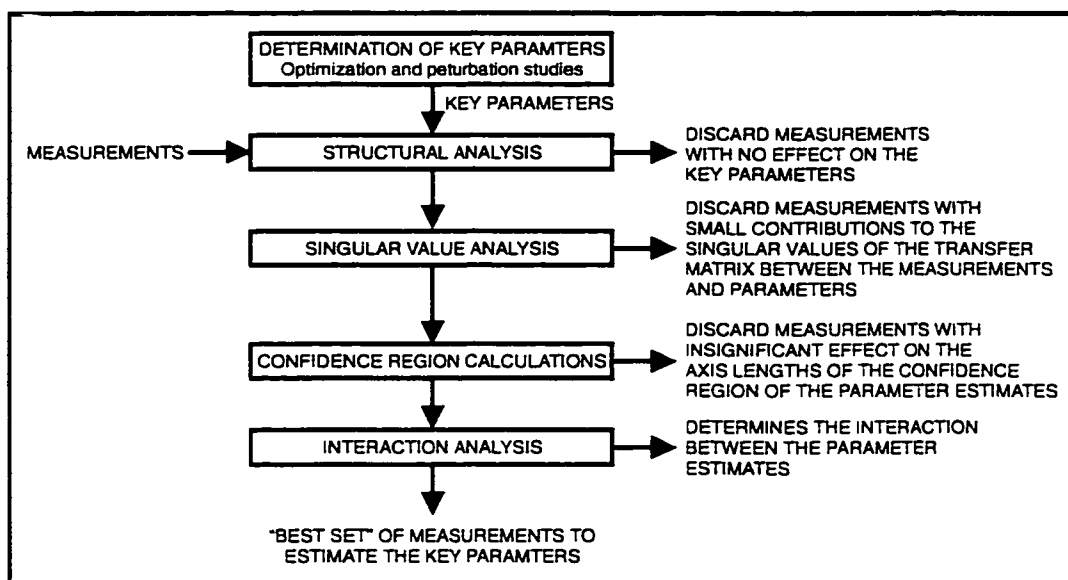 DETERMINATION OF KEY PARAMTERS
Optimization and peturbation studies
KEY PARAMETERS
MEASUREMENTS
STRUCTURAL ANALYSIS
DISCARD MEASUREMENTS
WITH NO EFFECT ON THE
KEY PARAMETERS
SINGULAR VALUE ANALYSIS
DISCARD MEASUREMENTS WITH
SMALL CONTRIBUTIONS TO THE
SINGULAR VALUES OF THE TRANSFER
MATRIX BETWEEN THE MEASUREMENTS
AND PARAMETERS
CONFIDENCE REGION CALCULATIONS
DISCARD MEASUREMENTS WITH
INSIGNIFICANT EFFECT ON THE
AXIS LENGTHS OF THE CONFIDENCE
REGION OF THE PARAMETER ESTIMATES
INTERACTION ANALYSIS
DETERMINES THE INTERACTION
BETWEEN THE PARAMETER
ESTIMATES
"BEST SET" OF MEASUREMENTS TO
ESTIMATE THE KEY PARAMTERS